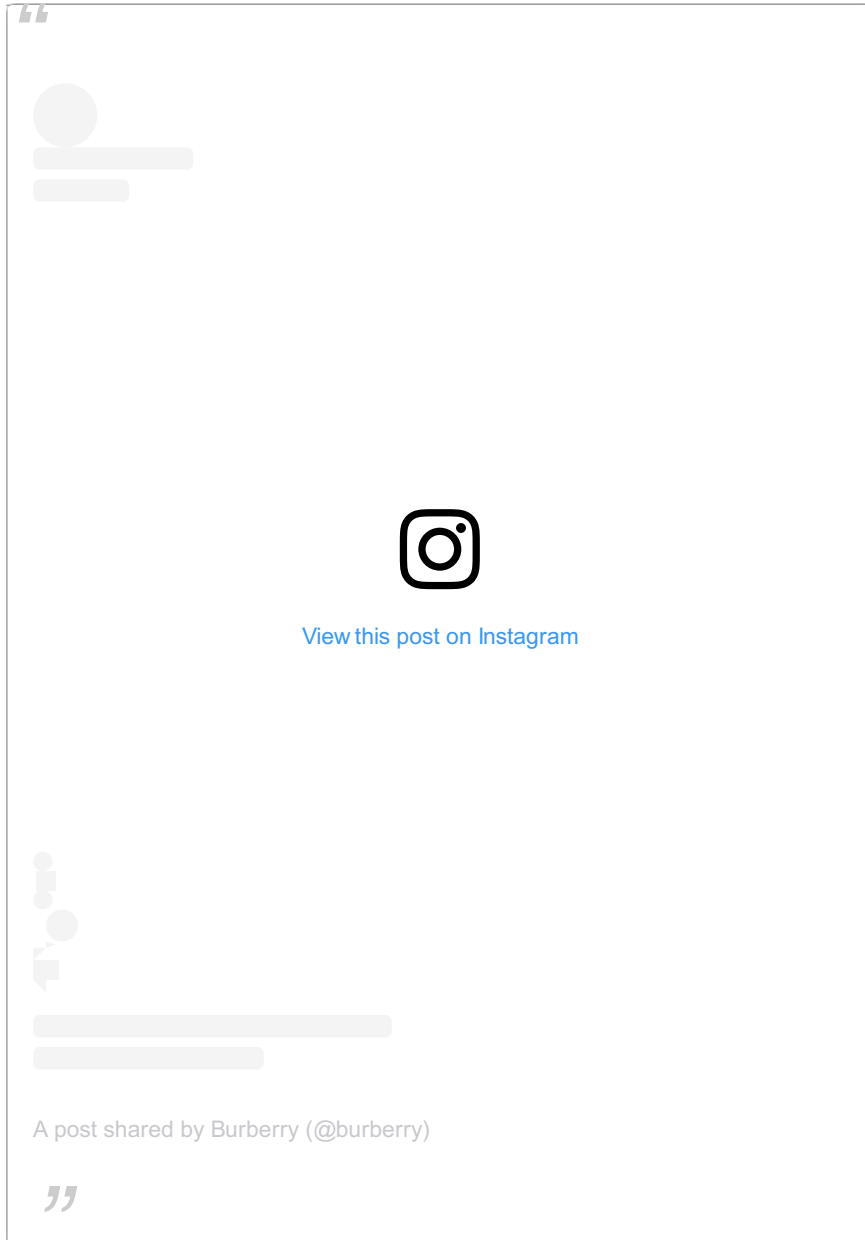 “
View this post on Instagram
A post shared by Burberry (@burberry)
”